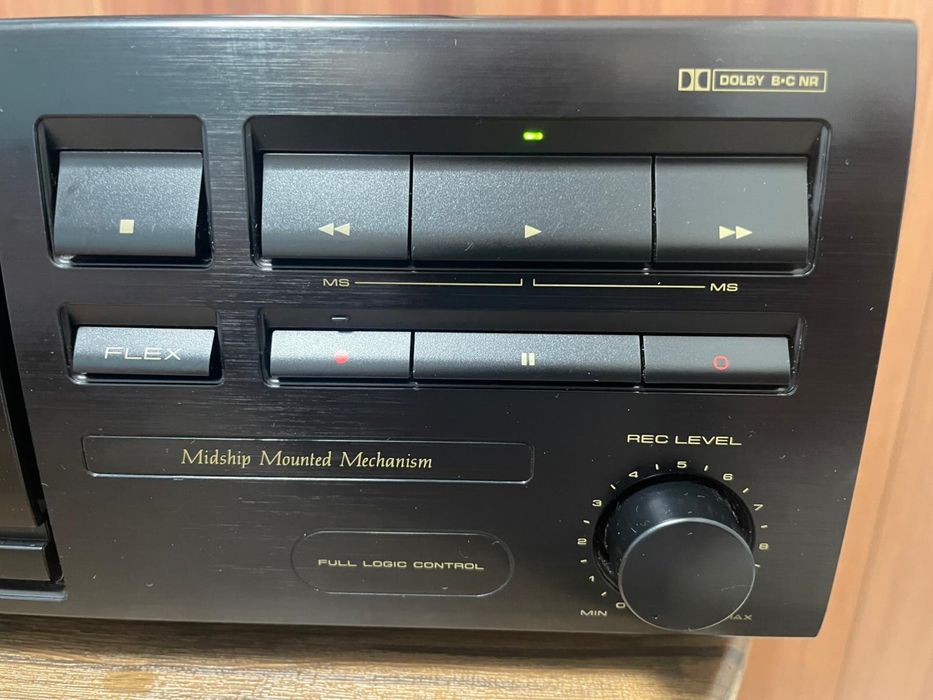 DOLBY B•C NR
MS MS
FLEX
Midship Mounted Mechanism
FULL LOGIC CONTROL
REC LEVEL
0 1 2 3 4 5 6 7 8
MIN